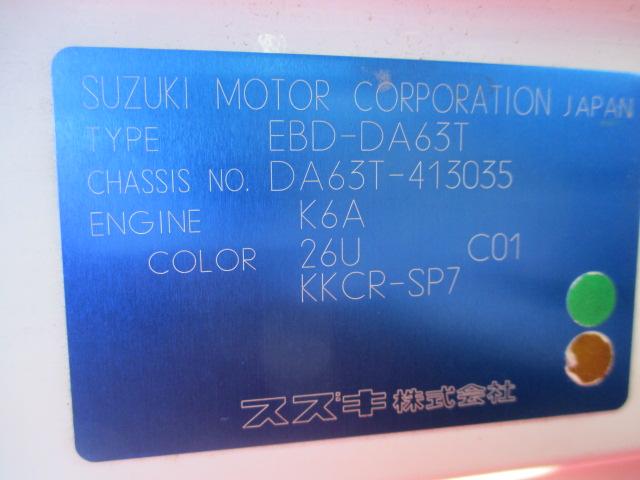 SUZUKI MOTOR CORPORATION JAPAN
TYPE EBD-DA63T
CHASSIS NO. DA63T-413035
ENGINE K6A
COLOR 26U C01
KKCR-SP7
スズキ株式会社